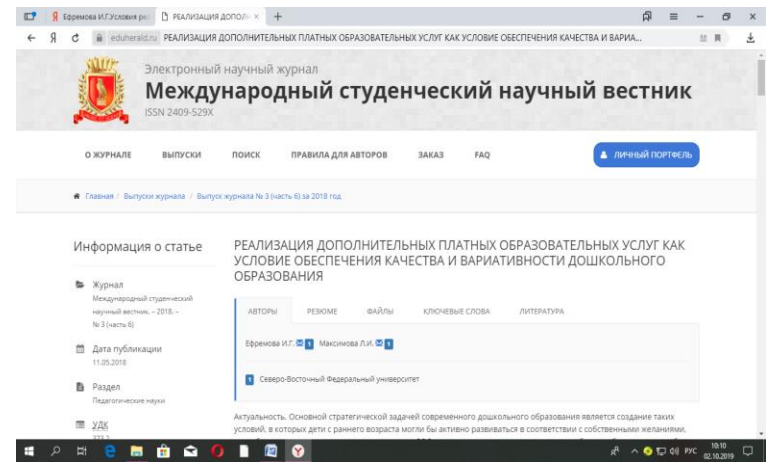 Ефремова И.Г.Условия рес
РЕАЛИЗАЦИЯ ДОПОЛН
eduherald.ru РЕАЛИЗАЦИЯ ДОПОЛНИТЕЛЬНЫХ ПЛАТНЫХ ОБРАЗОВАТЕЛЬНЫХ УСЛУГ КАК УСЛОВИЕ ОБЕСПЕЧЕНИЯ КАЧЕСТВА И ВАРИА...
Электронный научный журнал
Международный студенческий научный вестник
ISSN 2409-529X
О ЖУРНАЛЕ ВЫПУСКИ ПОИСК ПРАВИЛА ДЛЯ АВТОРОВ ЗАКАЗ FAQ ЛИЧНЫЙ ПОРТФЕЛЬ
Главная / Выпуски журнала / Выпуск журнала № 3 (часть 6) за 2018 год
Информация о статье
Журнал
Международный студенческий
научный вестник. – 2018. –
№ 3 (часть 6)
Дата публикации
11.05.2018
Раздел
Педагогические науки
УДК
373.2
РЕАЛИЗАЦИЯ ДОПОЛНИТЕЛЬНЫХ ПЛАТНЫХ ОБРАЗОВАТЕЛЬНЫХ УСЛУГ КАК
УСЛОВИЕ ОБЕСПЕЧЕНИЯ КАЧЕСТВА И ВАРИАТИВНОСТИ ДОШКОЛЬНОГО
ОБРАЗОВАНИЯ
АВТОРЫ РЕЗЮМЕ ФАЙЛЫ КЛЮЧЕВЫЕ СЛОВА ЛИТЕРАТУРА
Ефремова И.Г. 1 Максимова Л.И. 1
1 Северо-Восточный Федеральный университет
Актуальность. Основной стратегической задачей современного дошкольного образования является создание таких
условий, в которых дети с раннего возраста могли бы активно развиваться в соответствии с собственными желаниями,
РУС
10:10
02.10.2019